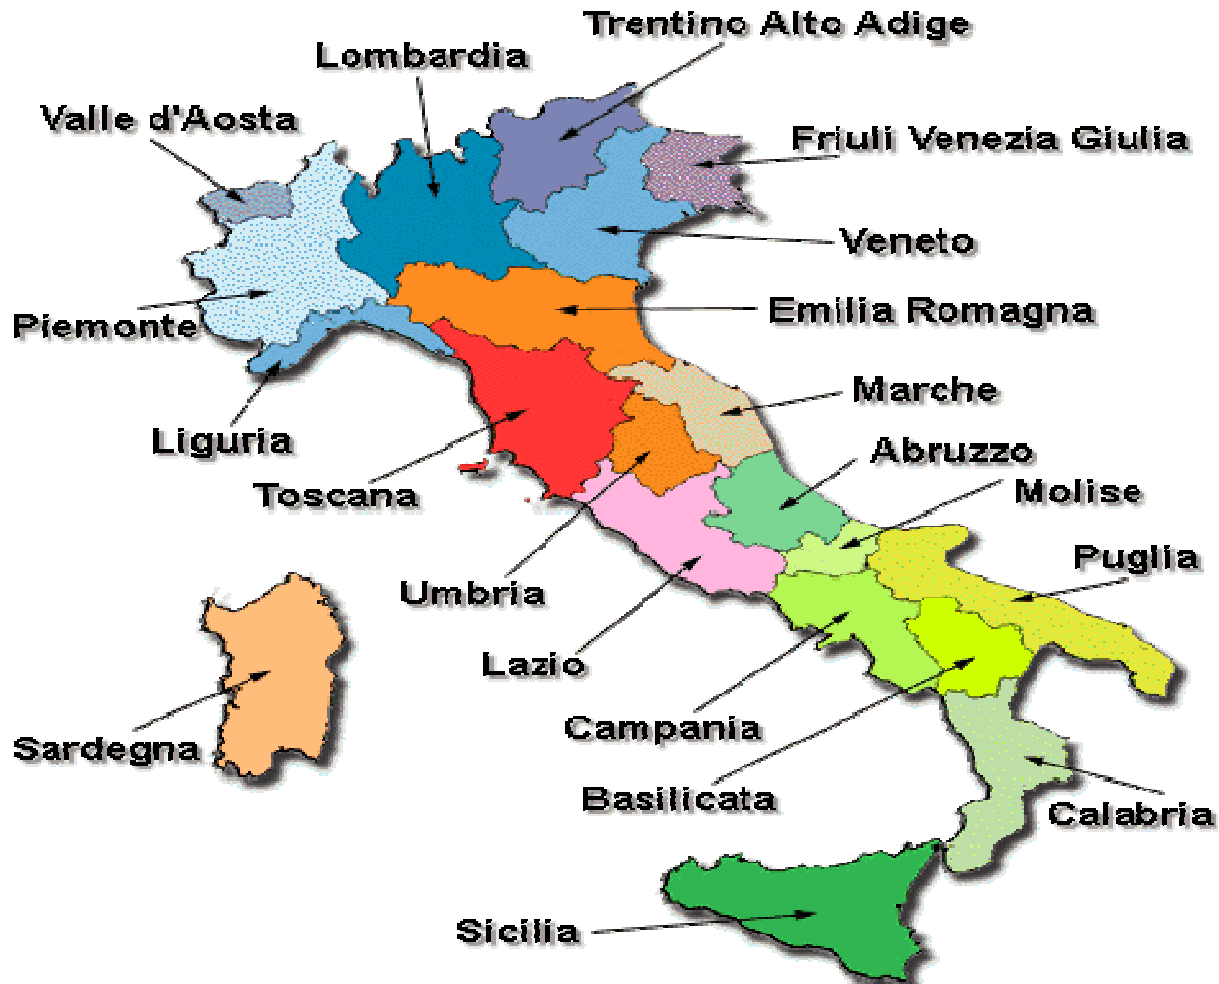 Trentino Alto Adige
Lombardia
Valle d'Aosta
Friuli Venezia Giulia
Veneto
Emilia Romagna
Piemonte
Marche
Liguria
Abruzzo
Toscana
Molise
Puglia
Umbria
Lazio
Campania
Sardegna
Basilicata
Calabria
Sicilia